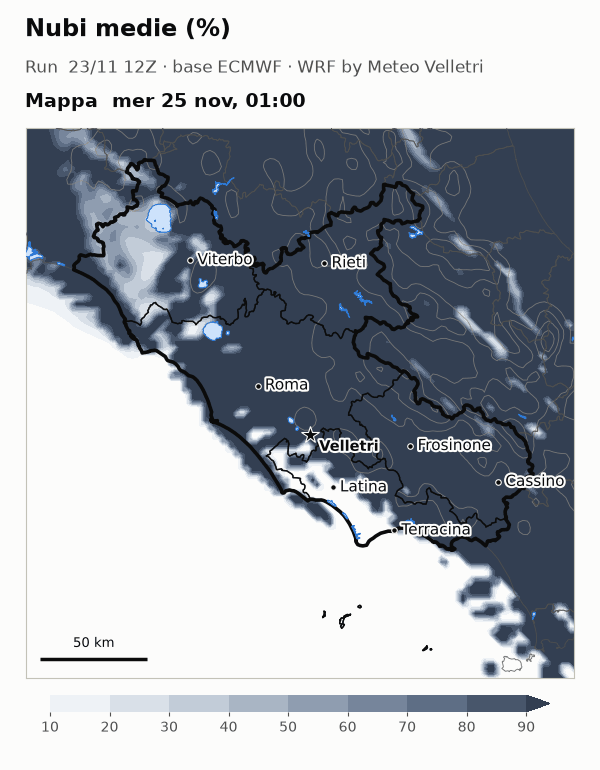 Nubi medie (%)
Run  23/11 12Z · base ECMWF · WRF by Meteo Velletri
Mappa  mer 25 nov, 01:00
Viterbo
Rieti
Roma
Velletri
Frosinone
Cassino
Latina
Terracina
50 km
10 20 30 40 50 60 70 80 90